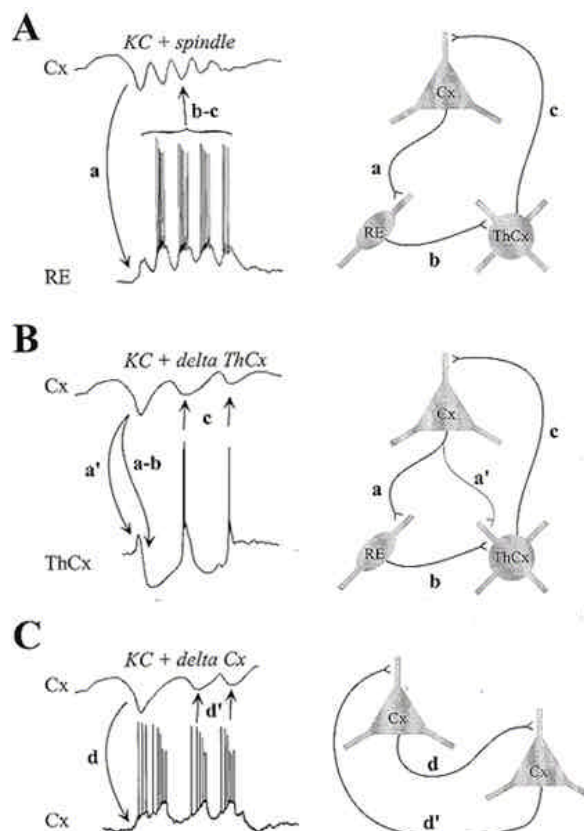 A
KC + spindle
Cx
b-c
a
RE
Cx
a
c
RE
ThCx
b
B
KC + delta ThCx
Cx
c
a'
a-b
ThCx
Cx
a
a'
c
RE
ThCx
b
C
KC + delta Cx
Cx
d'
d
Cx
Cx
d
Cx
d'